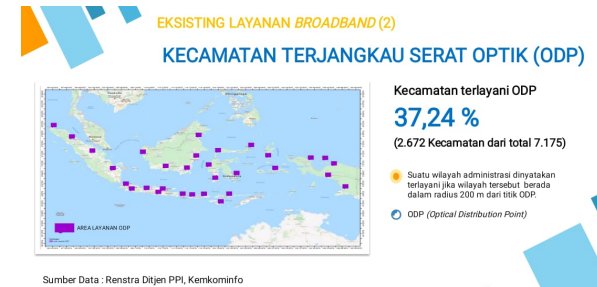 EKSISTING LAYANAN BROADBAND (2)
KECAMATAN TERJANGKAU SERAT OPTIK (ODP)
Kecamatan terlayani ODP
37,24 %
(2.672 Kecamatan dari total 7.175)
Suatu wilayah administrasi dinyatakan
terlayani jika wilayah tersebut berada
dalam radius 200 m dari titik ODP.
ODP (Optical Distribution Point)
AREA LAYANAN ODP
Sumber Data : Renstra Ditjen PPI, Kemkominfo